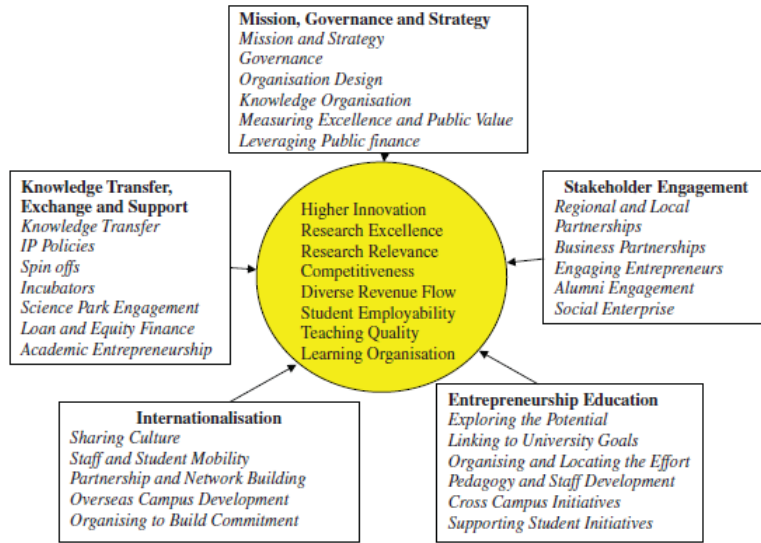 Mission, Governance and Strategy
Mission and Strategy
Governance
Organisation Design
Knowledge Organisation
Measuring Excellence and Public Value
Leveraging Public finance
Knowledge Transfer,
Exchange and Support
Knowledge Transfer
IP Policies
Spin offs
Incubators
Science Park Engagement
Loan and Equity Finance
Academic Entrepreneurship
Higher Innovation
Research Excellence
Research Relevance
Competitiveness
Diverse Revenue Flow
Student Employability
Teaching Quality
Learning Organisation
Stakeholder Engagement
Regional and Local
Partnerships
Business Partnerships
Engaging Entrepreneurs
Alumni Engagement
Social Enterprise
Internationalisation
Sharing Culture
Staff and Student Mobility
Partnership and Network Building
Overseas Campus Development
Organising to Build Commitment
Entrepreneurship Education
Exploring the Potential
Linking to University Goals
Organising and Locating the Effort
Pedagogy and Staff Development
Cross Campus Initiatives
Supporting Student Initiatives